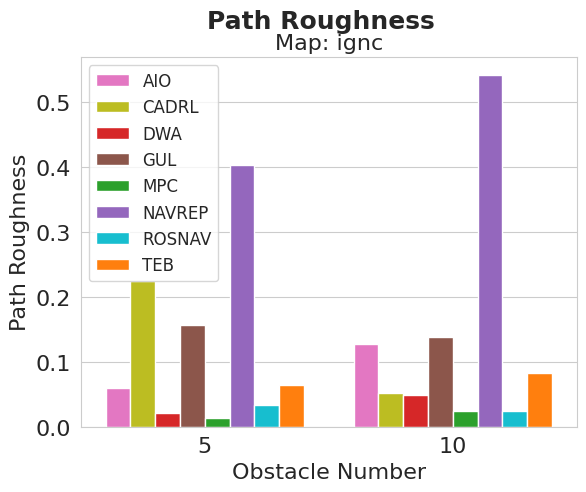 Path Roughness
Map: ignc
Path Roughness
0.5
0.4
0.3
0.2
0.1
0.0
AIO
CADRL
DWA
GUL
MPC
NAVREP
ROSNAV
TEB
5
10
Obstacle Number